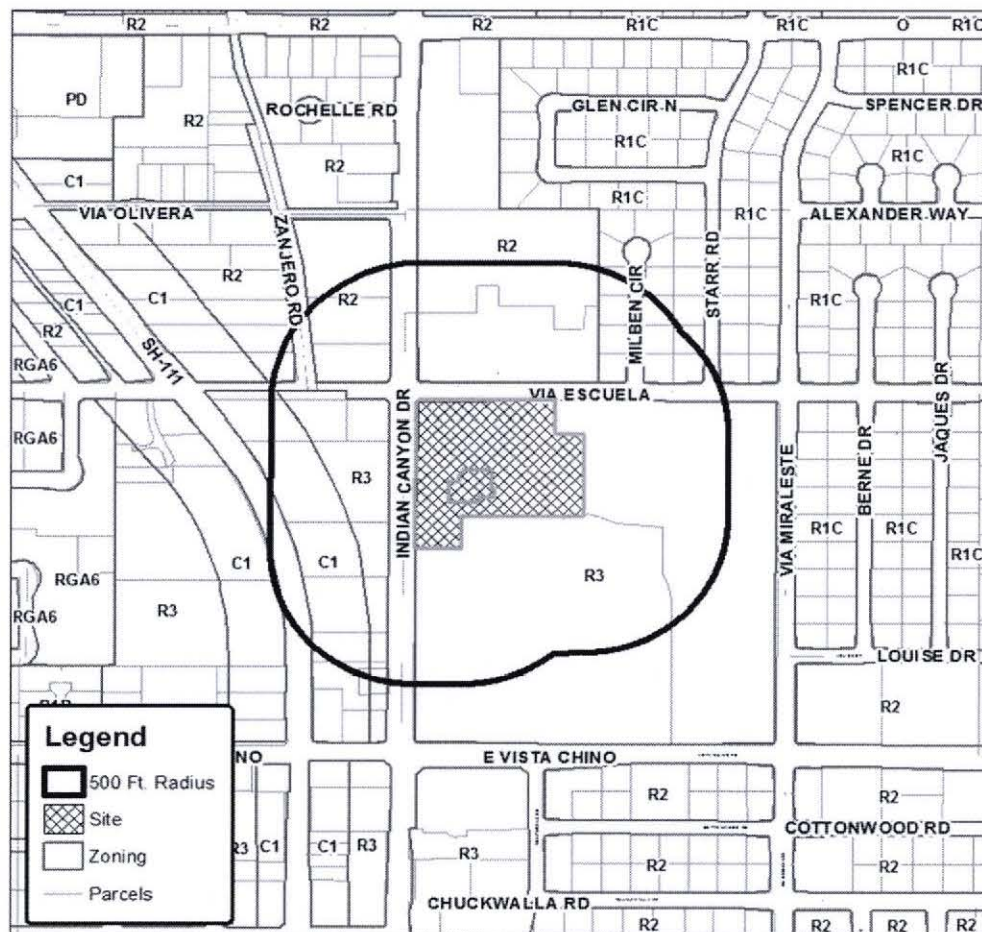 R2 R2 R2 R1C R1C O R1C
PD R2 ROCHELLE RD GLEN CIR N R1C SPENCER DR
R1C
R2 R1C
C1 R1C R1C
VIA OLIVERA ZANJERO RD ALEXANDER WAY
R2 R2 R2 MILBEN CIR STARR RD R1C
C1 C1
R2 SH-111
RGA6 VIA ESCUELA
RGA6 INDIAN CANYON DR R3 VIA MIRALESTE BERNE DR JAQUES DR
R1C R1C R1C
RGA6 C1 C1 R3
RGA6 R3
LOUISE DR
R2
Legend
500 Ft. Radius
Site
Zoning
Parcels
NO E VISTA CHINO
R3 C1 C1 R3 R3 R2 R2
COTTONWOOD RD
R2 R2
CHUCKWALLA RD
R2 R2 R2 R2